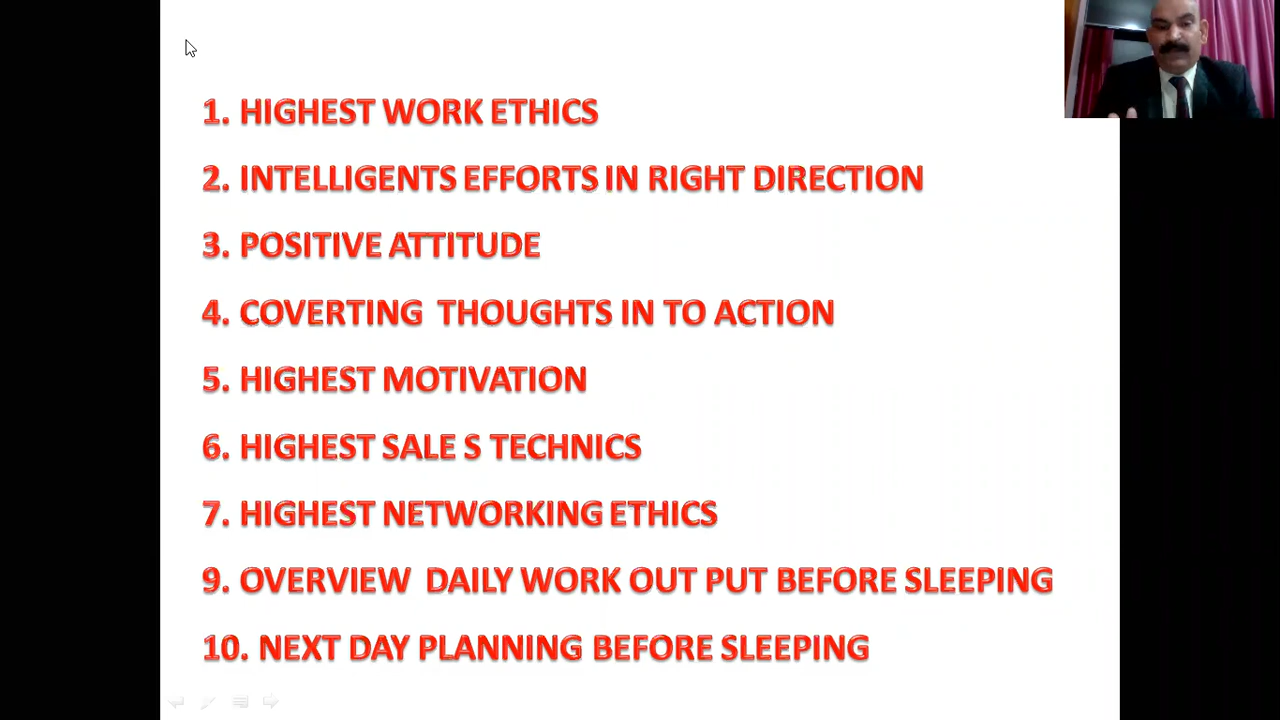 1. HIGHEST WORK ETHICS
2. INTELLIGENTS EFFORTS IN RIGHT DIRECTION
3. POSITIVE ATTITUDE
4. COVERTING THOUGHTS IN TO ACTION
5. HIGHEST MOTIVATION
6. HIGHEST SALE S TECHNICS
7. HIGHEST NETWORKING ETHICS
9. OVERVIEW DAILY WORK OUT PUT BEFORE SLEEPING
10. NEXT DAY PLANNING BEFORE SLEEPING